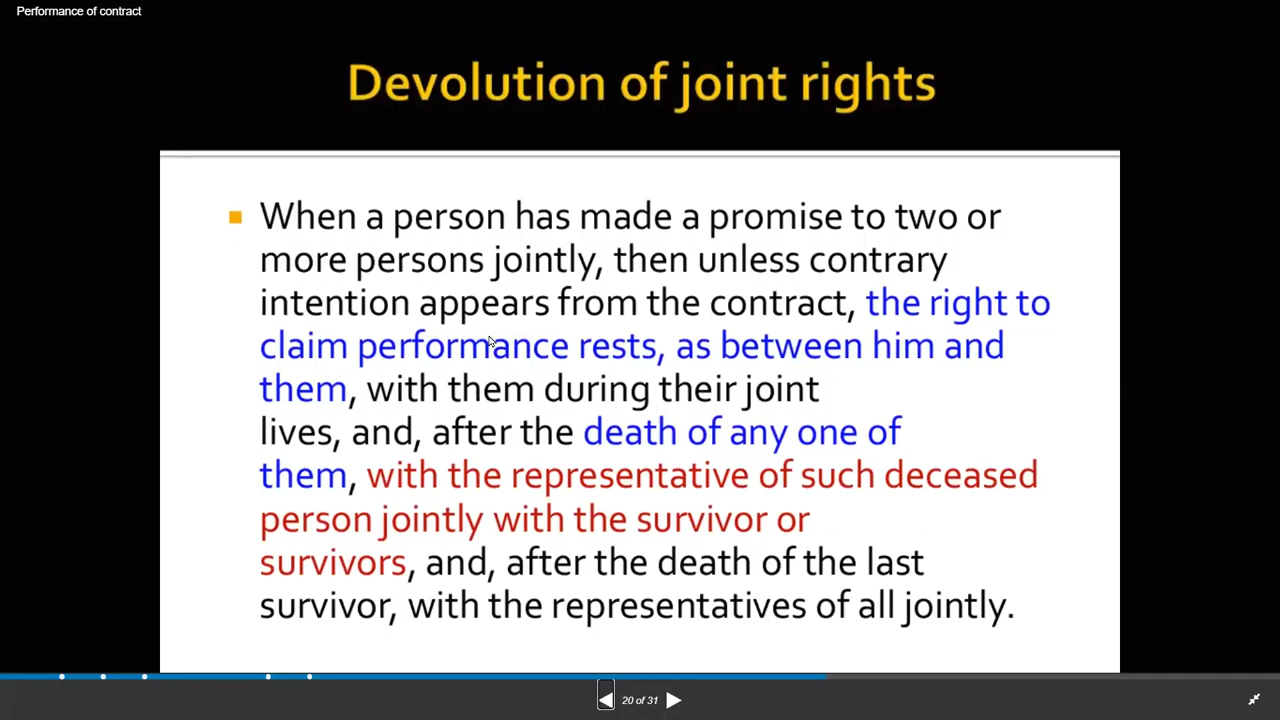 Performance of contract
Devolution of joint rights
When a person has made a promise to two or
more persons jointly, then unless contrary
intention appears from the contract, the right to
claim performance rests, as between him and
them, with them during their joint
lives, and, after the death of any one of
them, with the representative of such deceased
person jointly with the survivor or
survivors, and, after the death of the last
survivor, with the representatives of all jointly.
20 of 31